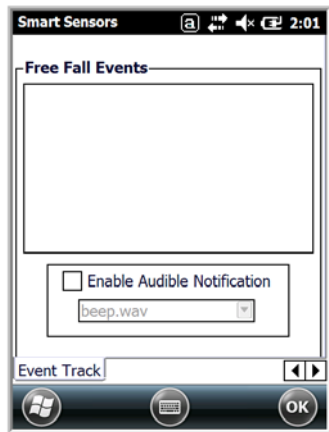 Smart Sensors a 2:01
Free Fall Events
Enable Audible Notification
beep.wav
Event Track
OK